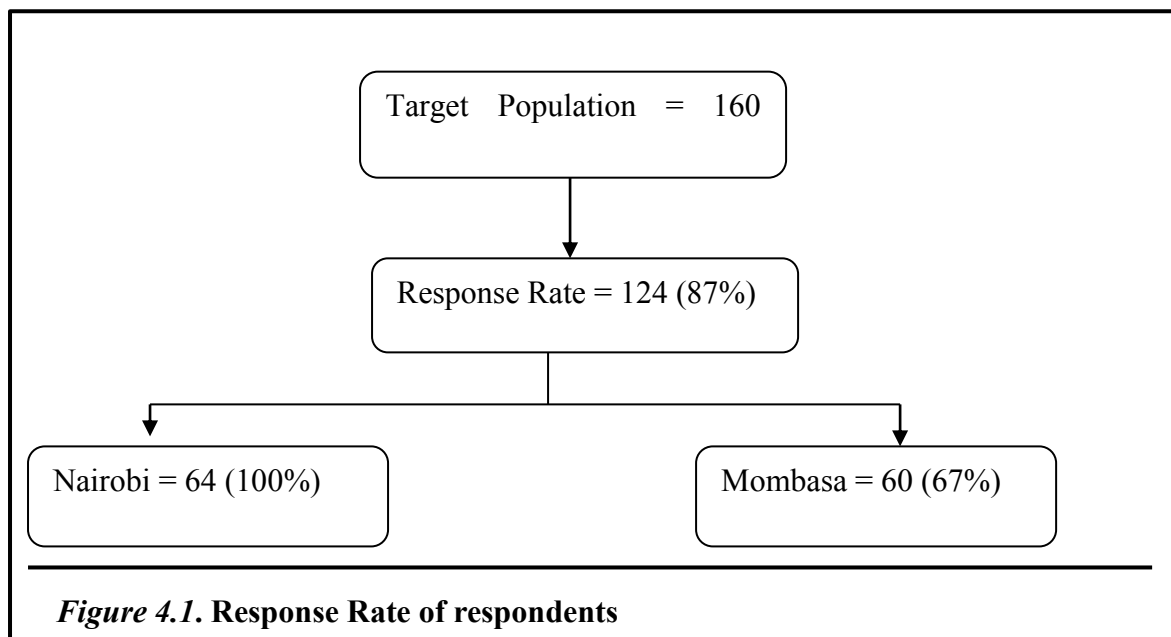 Target Population = 160
Response Rate = 124 (87%)
Nairobi = 64 (100%)
Mombasa = 60 (67%)
Figure 4.1. Response Rate of respondents